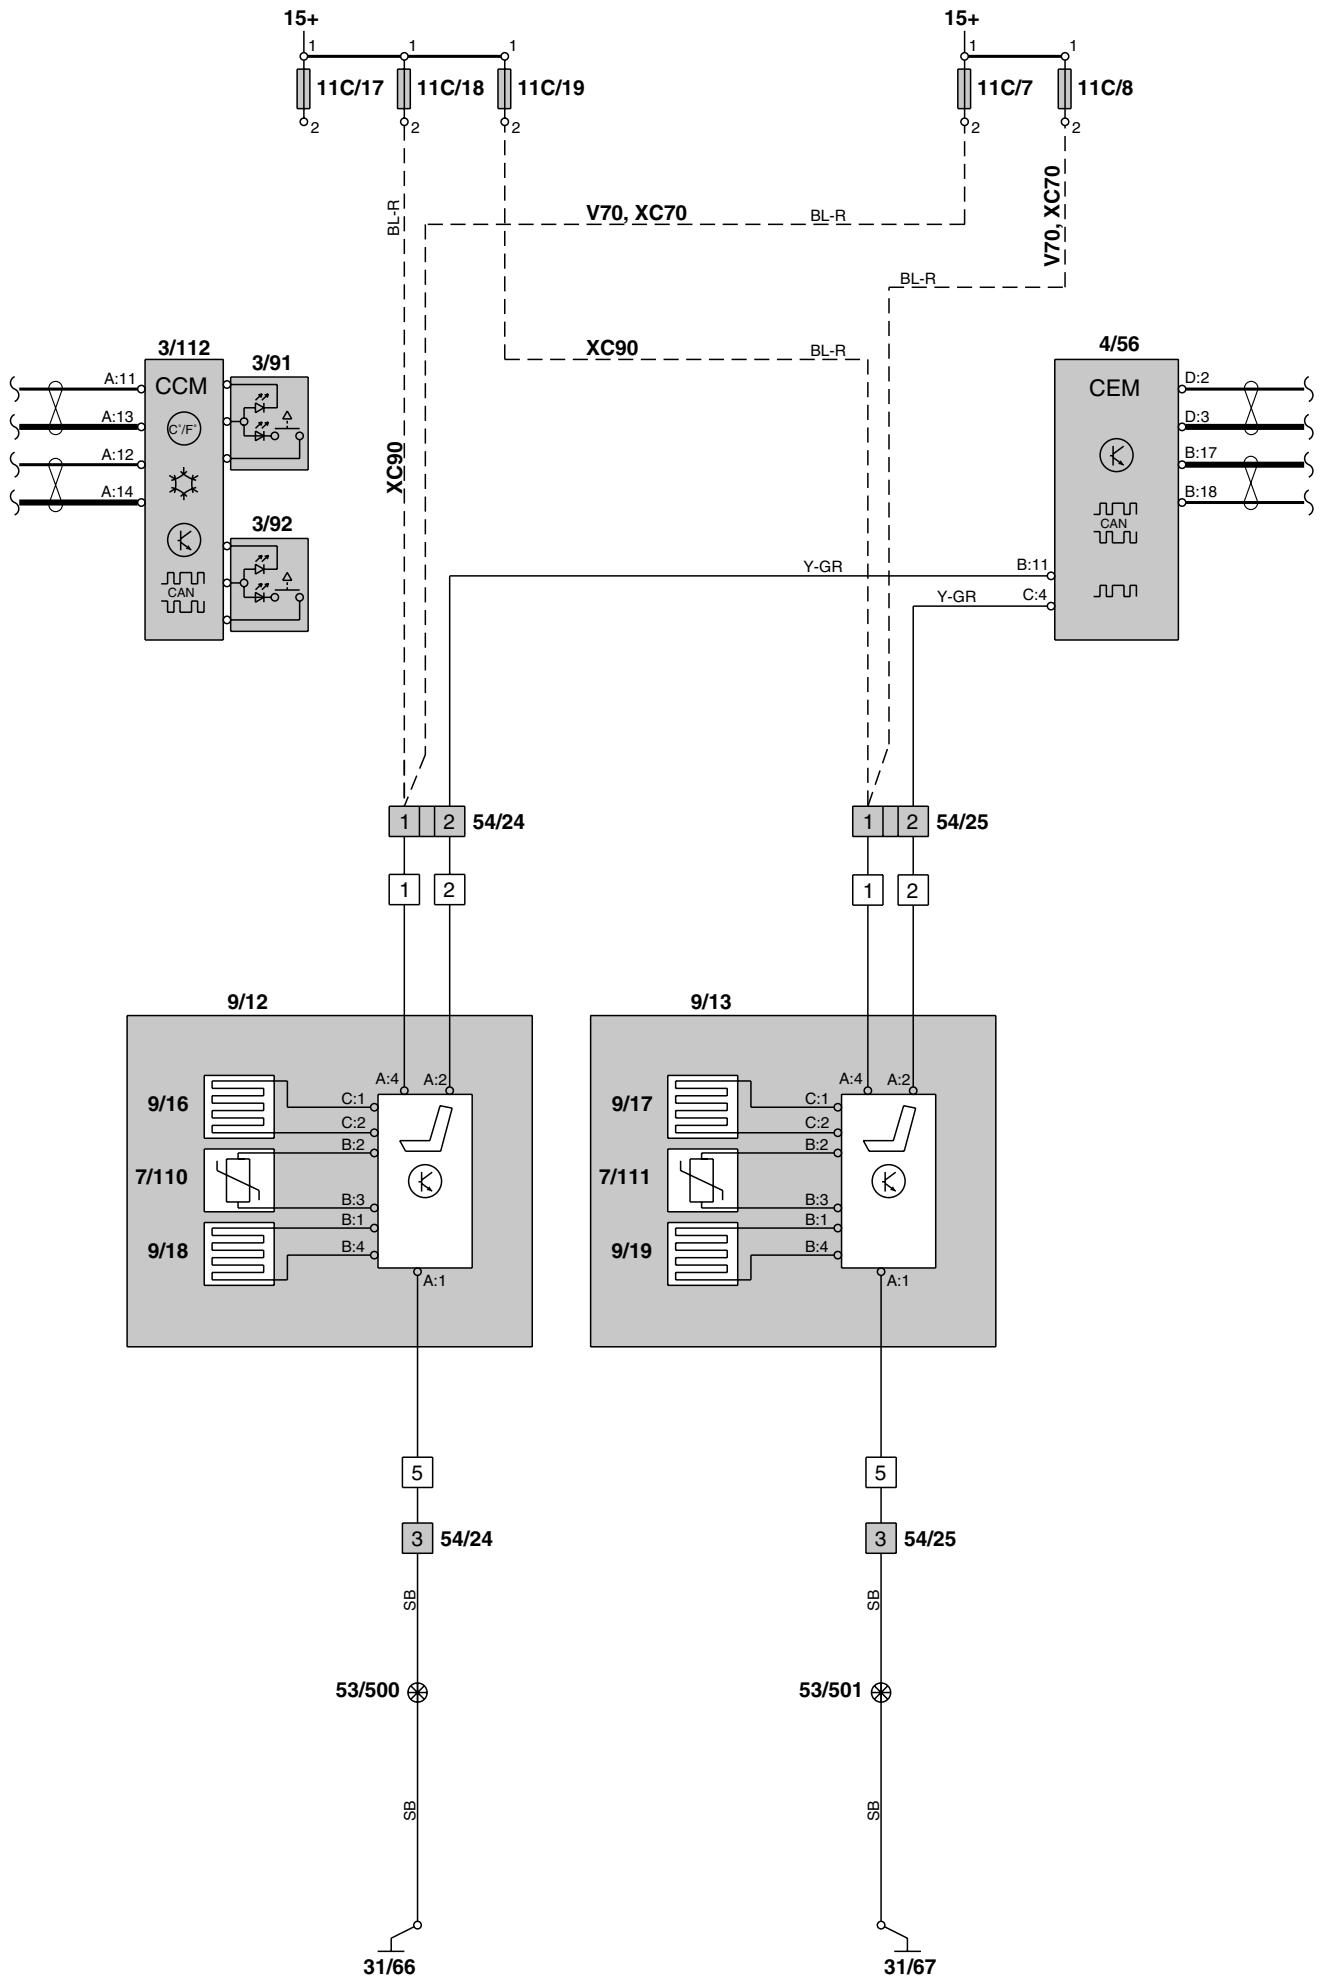 15+ 15+
1 1 1 1 1
11C/17 11C/18 11C/19 11C/7 11C/8
2 2 2 2 2
BL-R V70, XC70 BL-R V70, XC70
BL-R
XC90 BL-R
XC90
3/112
CCM
C°/F°
CAN
A:11
A:13
A:12
A:14
3/91
3/92
4/56
CEM
CAN
D:2
D:3
B:17
B:18
Y-GR B:11
Y-GR C:4
1 2 54/24 1 2 54/25
1 2 1 2
9/12 9/13
A:4 A:2 A:4 A:2
9/16 C:1 9/17 C:1
C:2 C:2
B:2 B:2
7/110 7/111
B:3 B:3
B:1 B:1
9/18 B:4 9/19 B:4
A:1 A:1
5 5
3 54/24 3 54/25
SB SB
53/500 53/501
SB SB
31/66 31/67